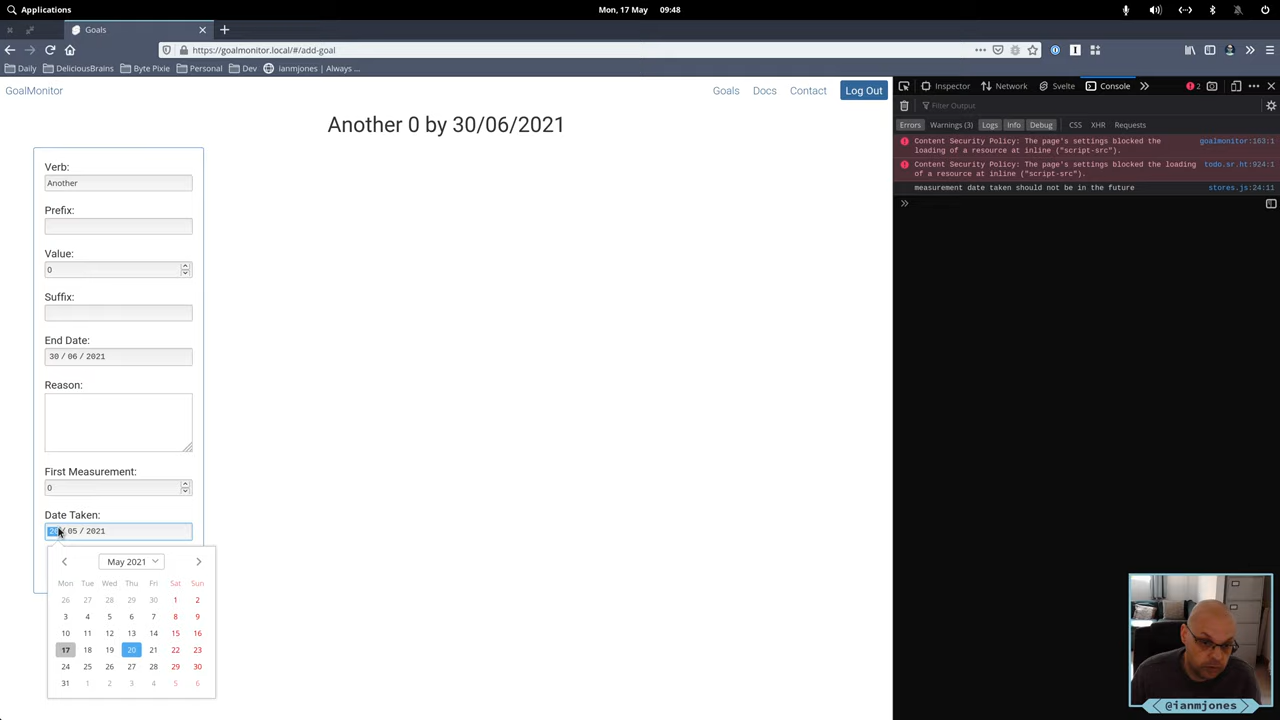 Applications
Mon, 17 May 09:48
Goals
https://goalmonitor.local/#/add-goal
Daily DeliciousBrains Byte Pixie Personal Dev ianmjones | Always ...
GoalMonitor
Goals Docs Contact Log Out
Another 0 by 30/06/2021
Verb:
Another
Prefix:
Value:
0
Suffix:
End Date:
30 / 06 / 2021
Reason:
First Measurement:
0
Date Taken:
20 / 05 / 2021
May 2021
Mon Tue Wed Thu Fri Sat Sun
26 27 28 29 30 1 2
3 4 5 6 7 8 9
10 11 12 13 14 15 16
17 18 19 20 21 22 23
24 25 26 27 28 29 30
31 1 2 3 4 5 6
Inspector Network Svelte Console 2
Filter Output
Errors Warnings (3) Logs Info Debug CSS XHR Requests
Content Security Policy: The page's settings blocked the goalmonitor:163:1
loading of a resource at inline ("script-src").
Content Security Policy: The page's settings blocked the loading todo.sr.ht:924:1
of a resource at inline ("script-src").
measurement date taken should not be in the future stores.js:24:11
@ianmjones